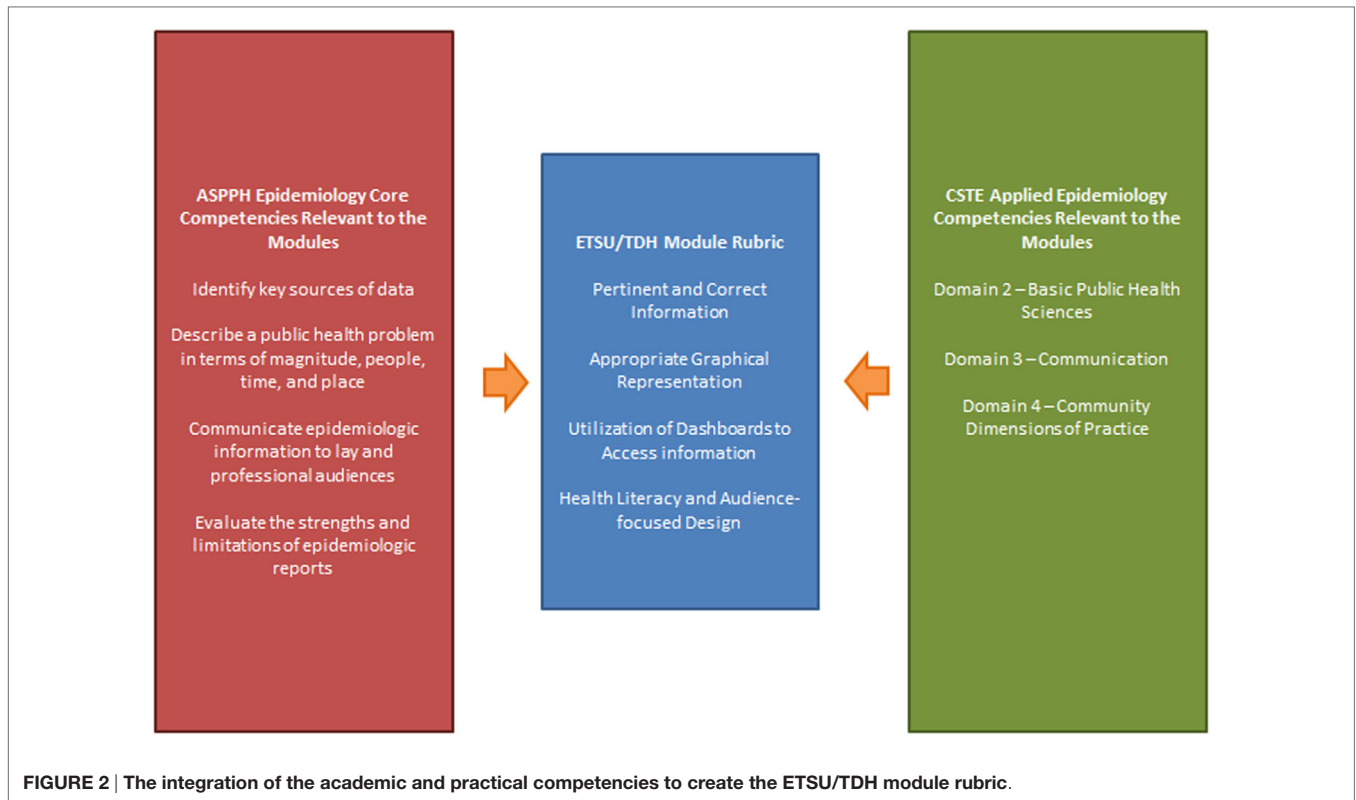 ASPPH Epidemiology Core
Competencies Relevant to the
Modules
Identify key sources of data
Describe a public health problem
in terms of magnitude, people,
time, and place
Communicate epidemiologic
information to lay and
professional audiences
Evaluate the strengths and
limitations of epidemiologic
reports
ETSU/TDH Module Rubric
Pertinent and Correct
Information
Appropriate Graphical
Representation
Utilization of Dashboards to
Access information
Health Literacy and Audience-
focused Design
CSTE Applied Epidemiology
Competencies Relevant to the
Modules
Domain 2 – Basic Public Health
Sciences
Domain 3 – Communication
Domain 4 – Community
Dimensions of Practice
FIGURE 2 | The integration of the academic and practical competencies to create the ETSU/TDH module rubric.